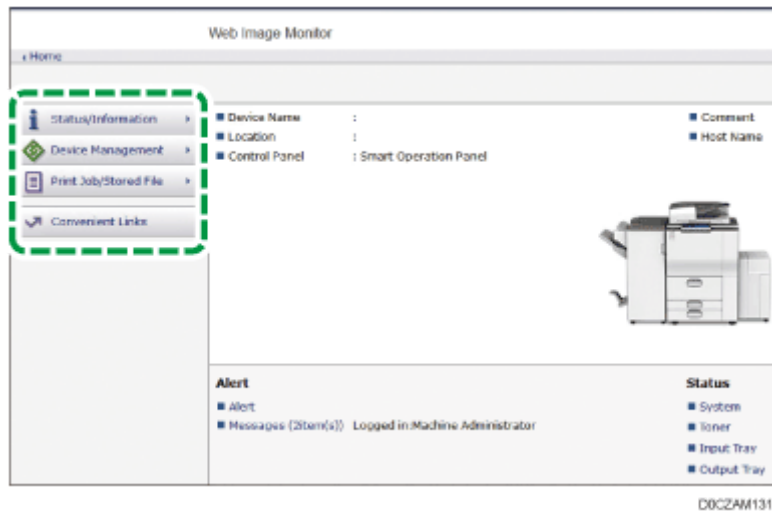 Web Image Monitor
Home
Status/Information
Device Management
Print Job/Stored File
Convenient Links
Device Name :
Location :
Control Panel : Smart Operation Panel
Comment
Host Name
Alert
Alert
Messages (2item(s)) Logged in:Machine Administrator
Status
System
Toner
Input Tray
Output Tray
D0CZAM131